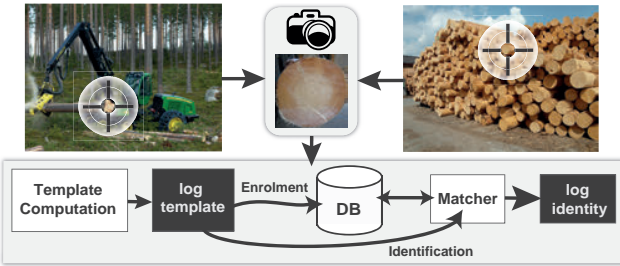 Template
Computation
log
template
Enrolment
DB
Matcher
log
identity
Identification